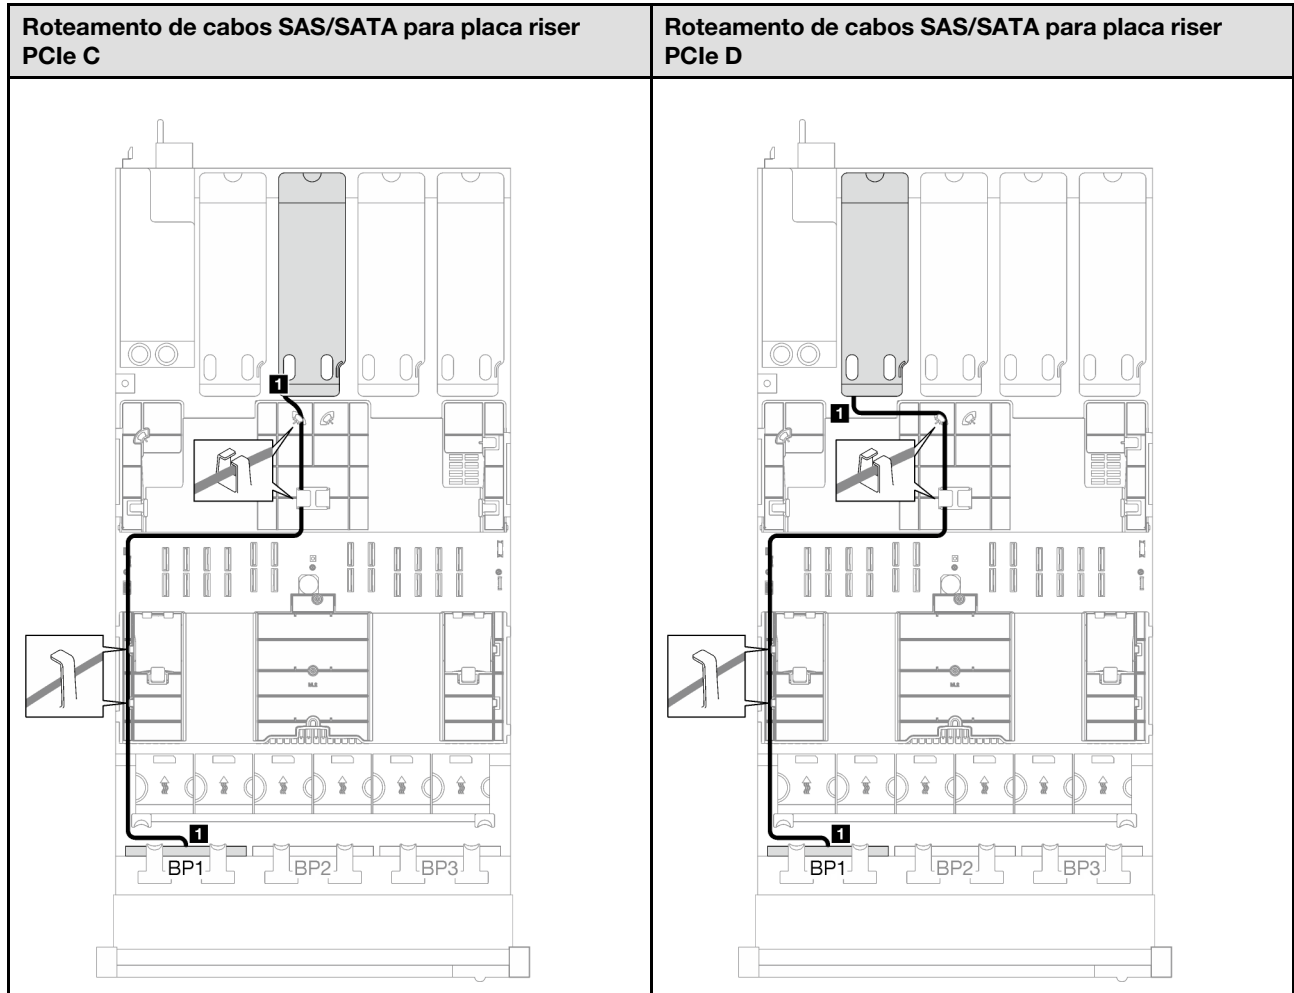 Roteamento de cabos SAS/SATA para placa riser
PCIe C
Roteamento de cabos SAS/SATA para placa riser
PCIe D
1
1
BP1
BP2
BP3
1
1
BP1
BP2
BP3